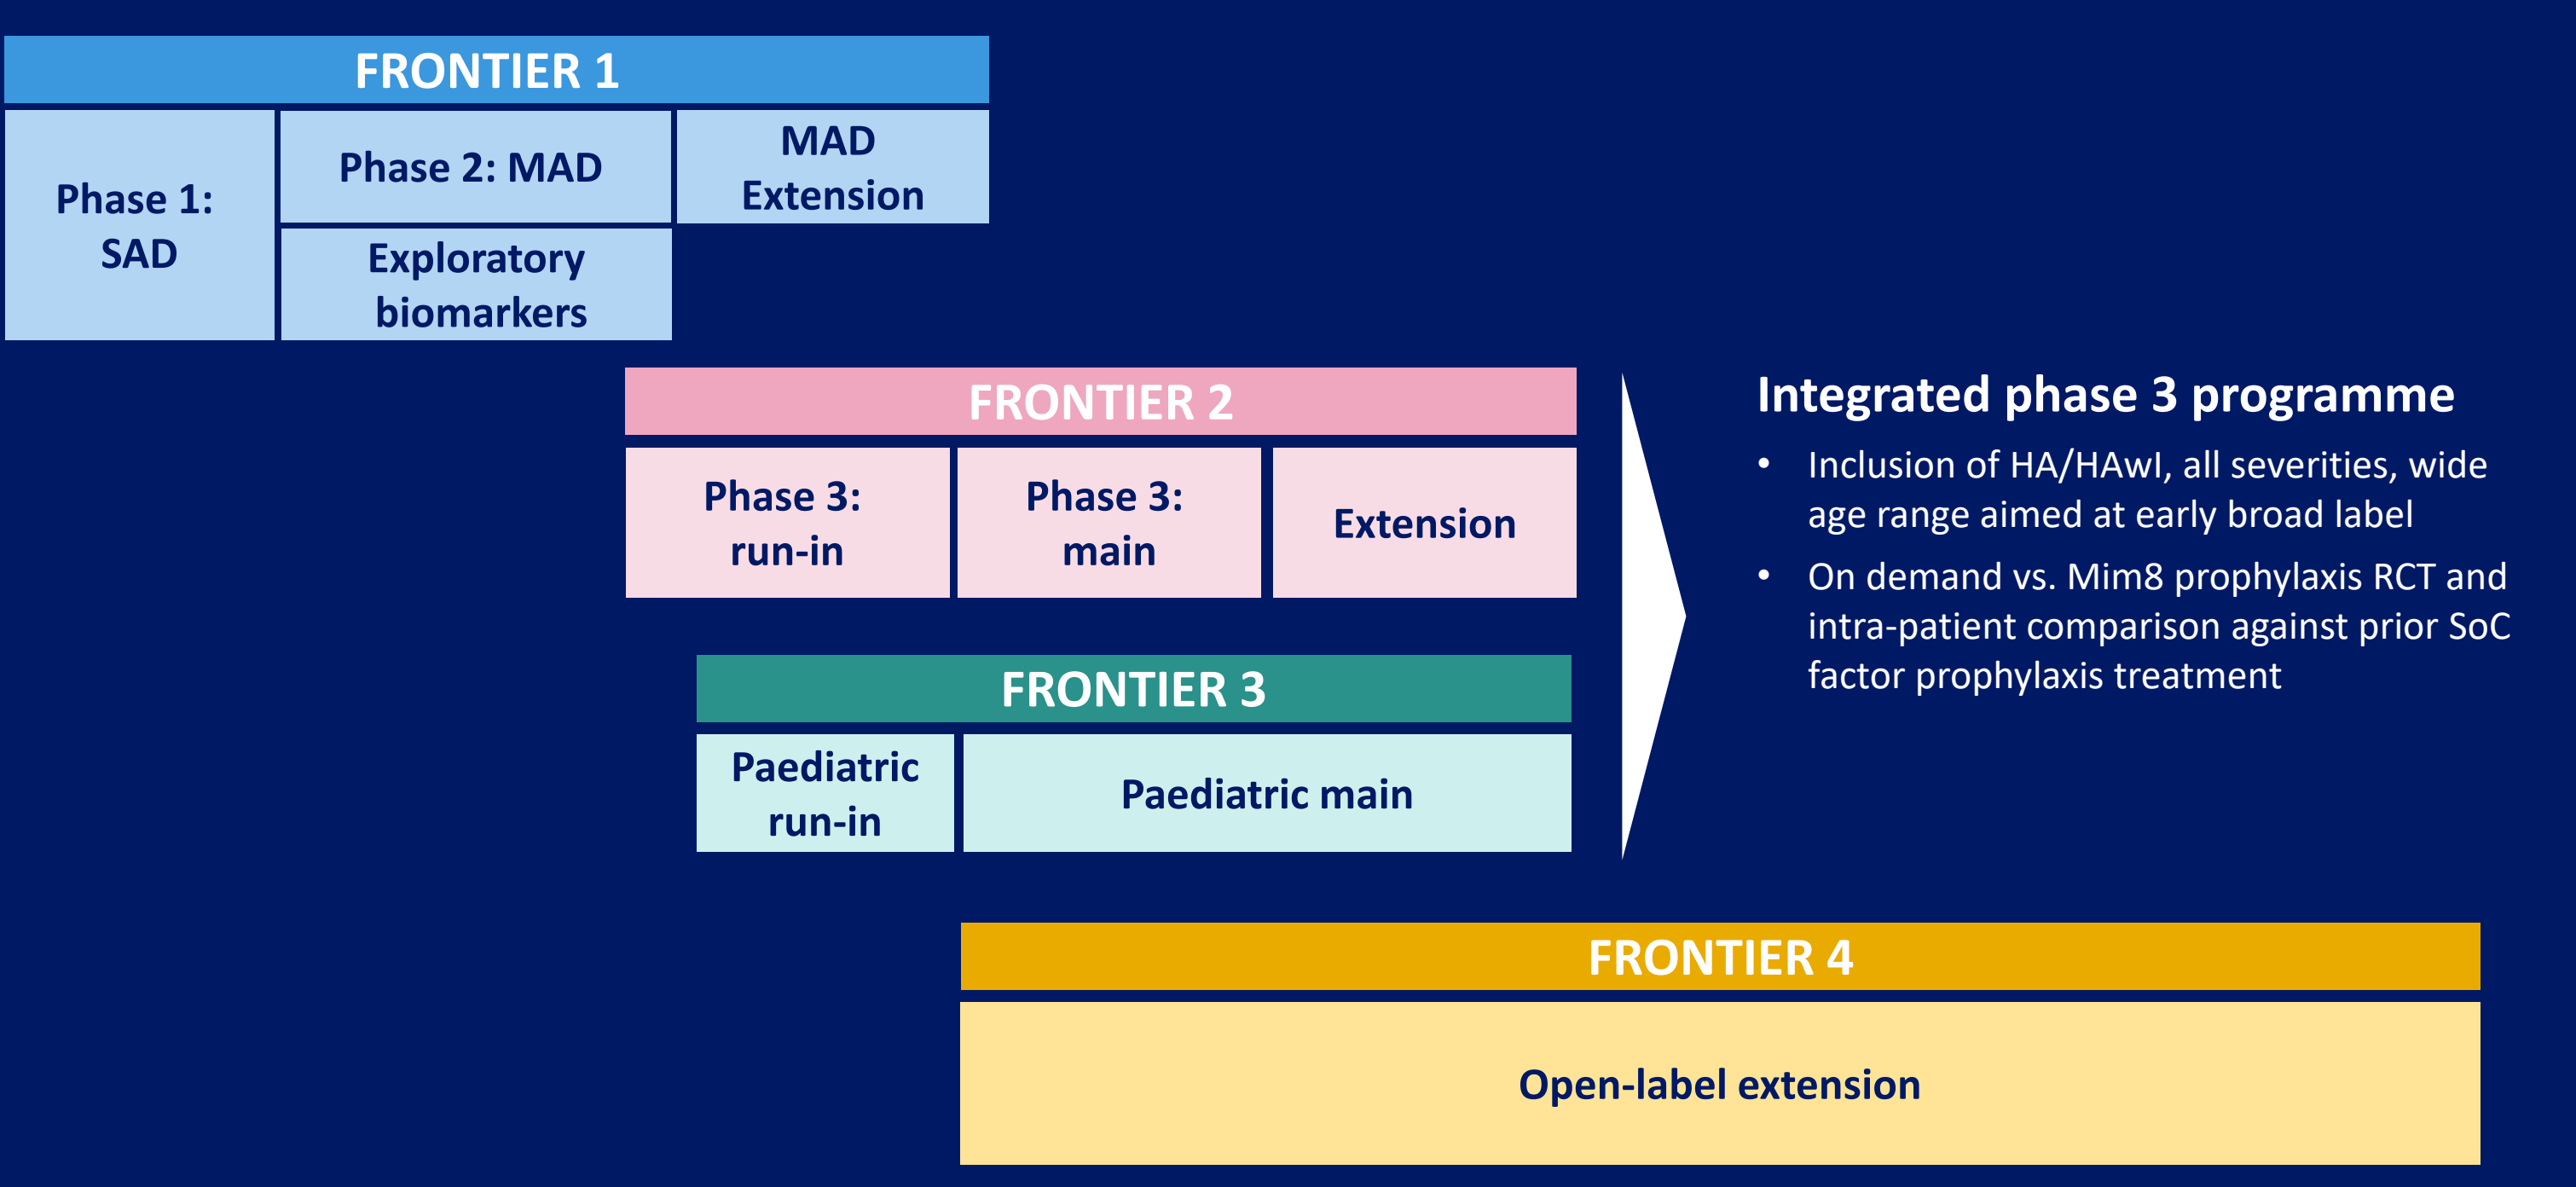 FRONTIER 1
Phase 1:
SAD
Phase 2: MAD
Exploratory
biomarkers
MAD
Extension
FRONTIER 2
Phase 3:
run-in
Phase 3:
main
Extension
FRONTIER 3
Paediatric
run-in
Paediatric main
Integrated phase 3 programme
• Inclusion of HA/HAwI, all severities, wide
age range aimed at early broad label
• On demand vs. Mim8 prophylaxis RCT and
intra-patient comparison against prior SoC
factor prophylaxis treatment
FRONTIER 4
Open-label extension